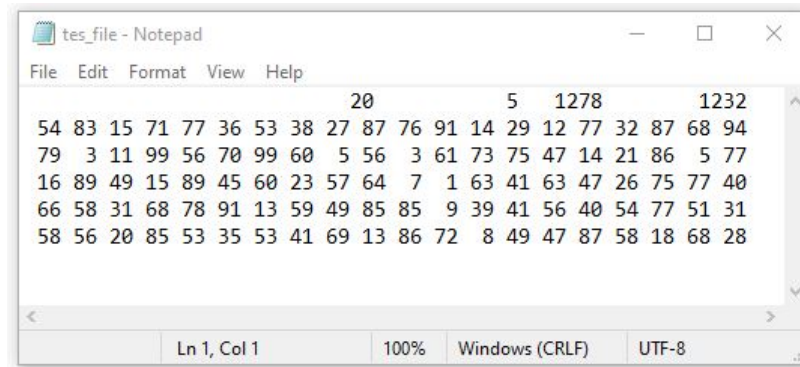 tes_file - Notepad
File Edit Format View Help
20 5 1278 1232
54 83 15 71 77 36 53 38 27 87 76 91 14 29 12 77 32 87 68 94
79 3 11 99 56 70 99 60 5 56 3 61 73 75 47 14 21 86 5 77
16 89 49 15 89 45 60 23 57 64 7 1 63 41 63 47 26 75 77 40
66 58 31 68 78 91 13 59 49 85 85 9 39 41 56 40 54 77 51 31
58 56 20 85 53 35 53 41 69 13 86 72 8 49 47 87 58 18 68 28
Ln 1, Col 1 100% Windows (CRLF) UTF-8